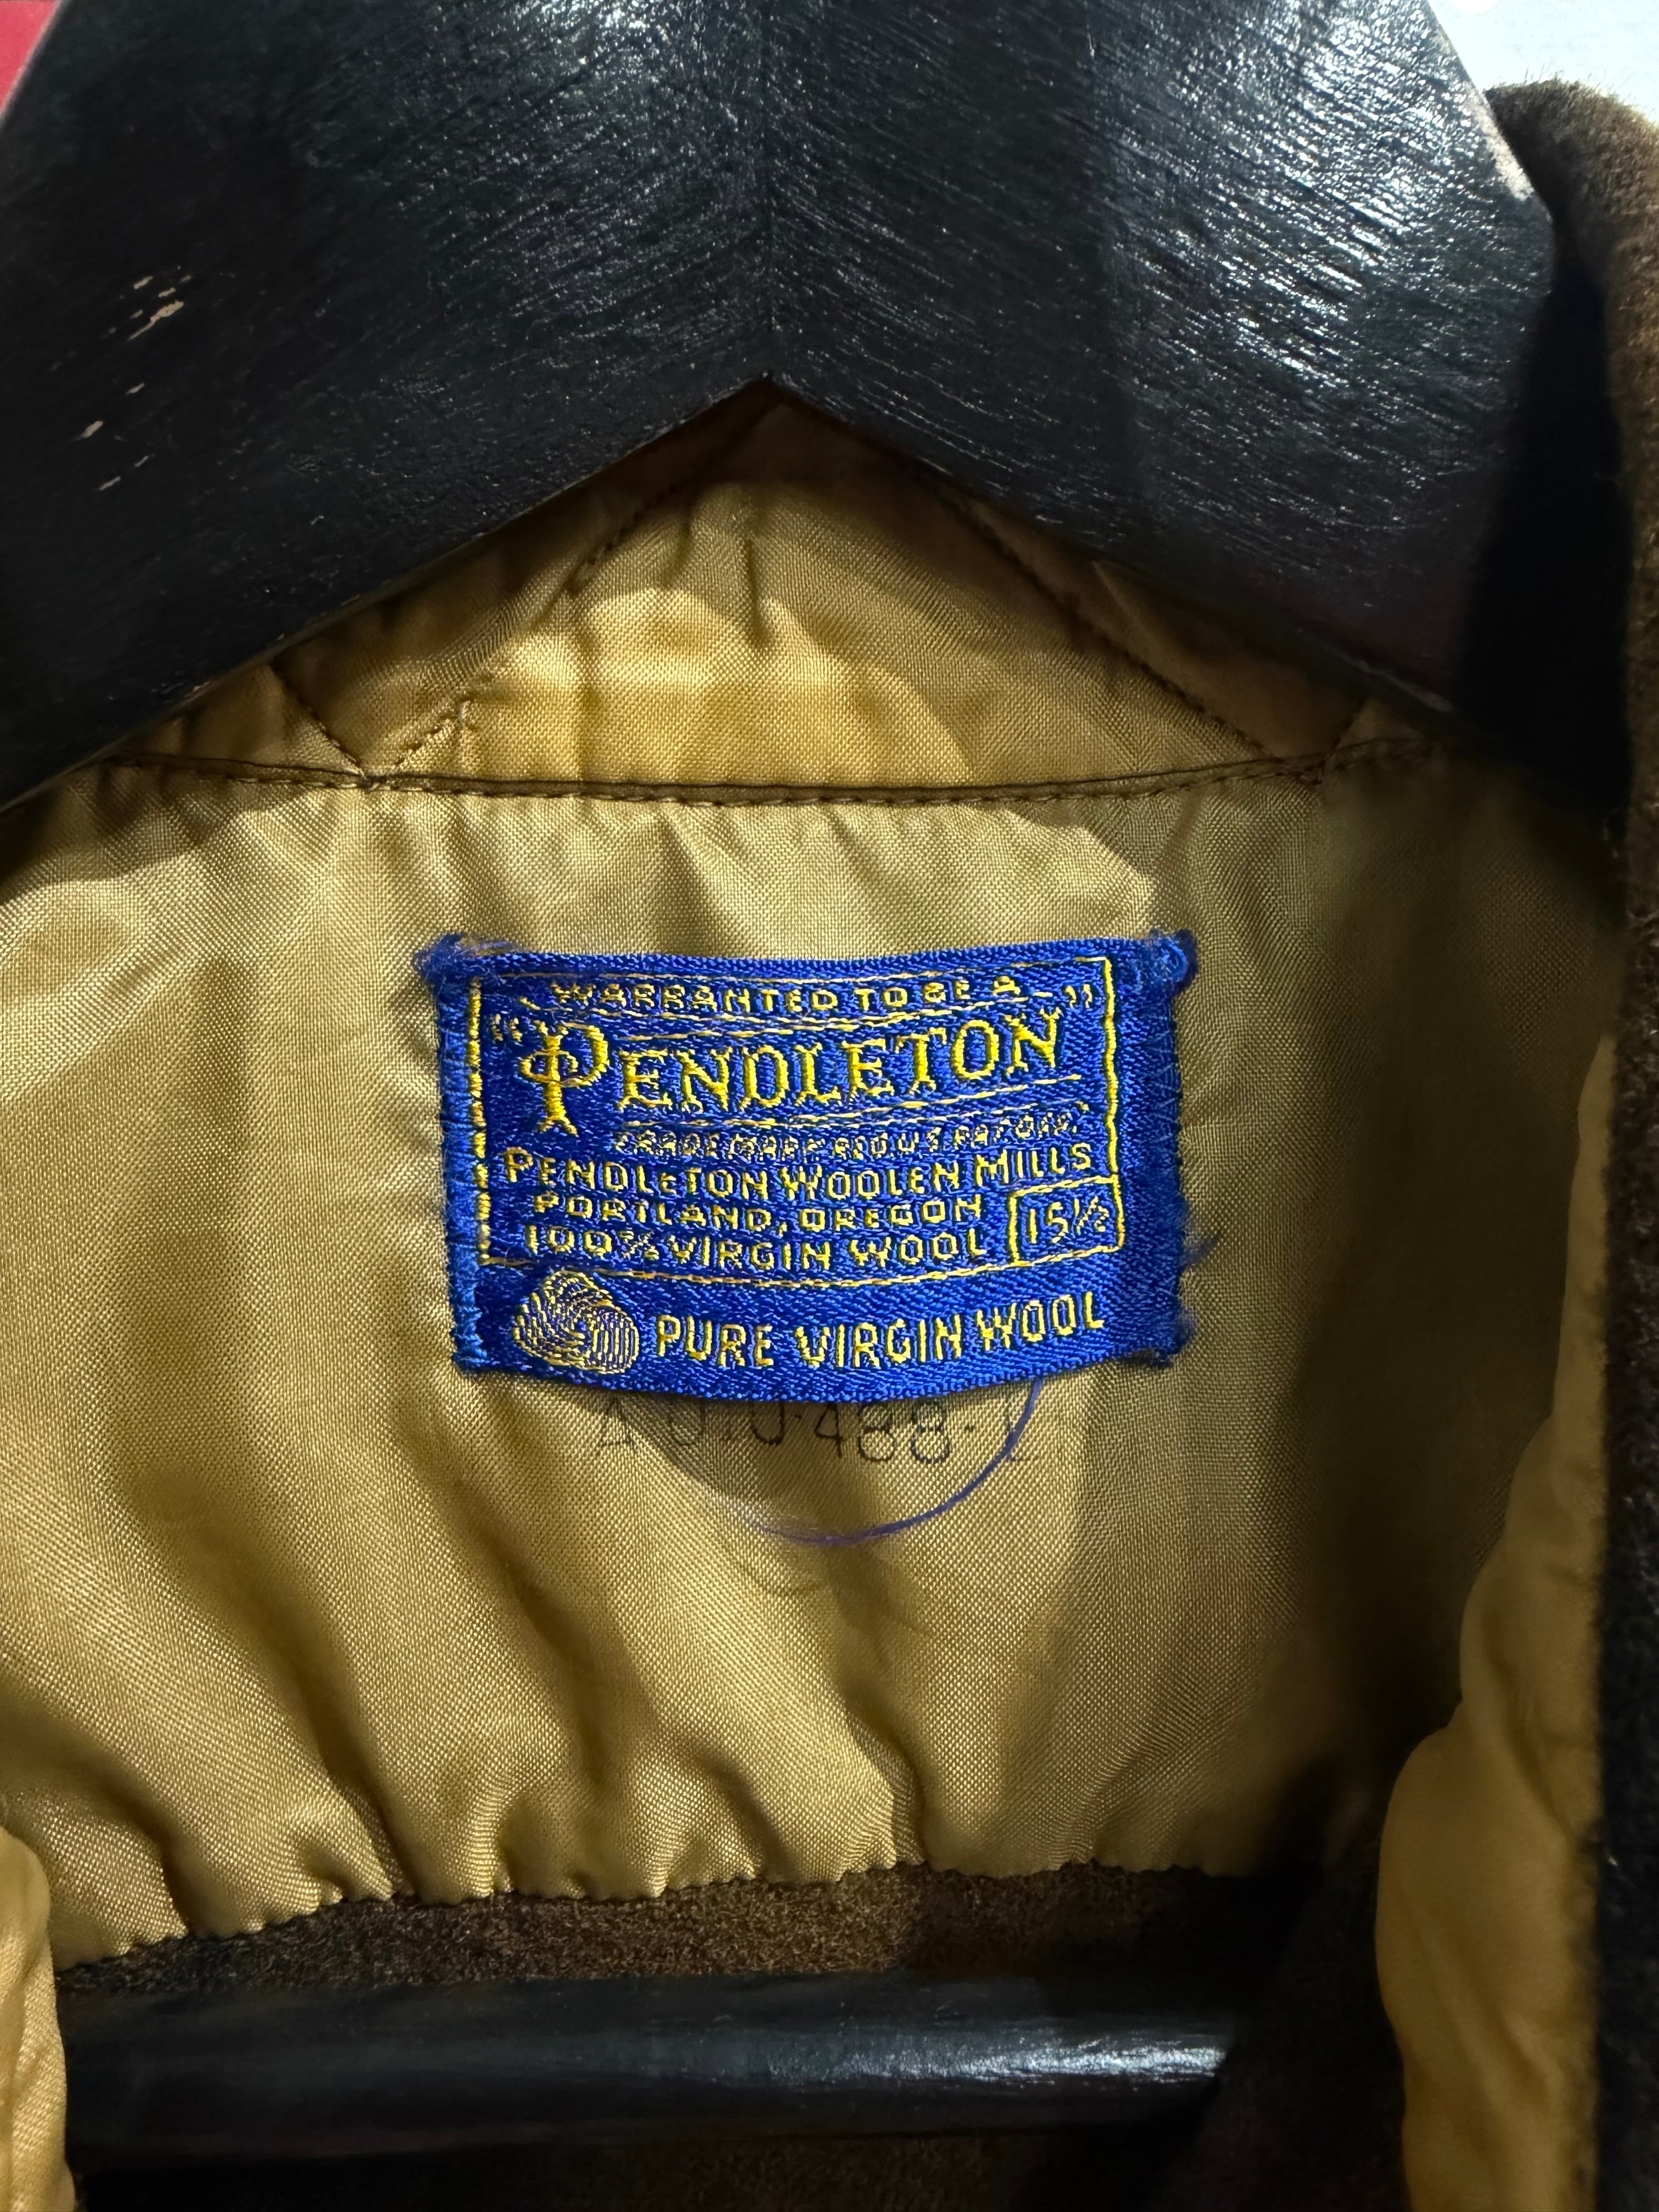 WARRANTED TO BE A
"PENDLETON"
TRADE MARK REG U.S. PAT. OFF.
PENDLETON WOOLEN MILLS
PORTLAND, OREGON
100% VIRGIN WOOL 15½
PURE VIRGIN WOOL